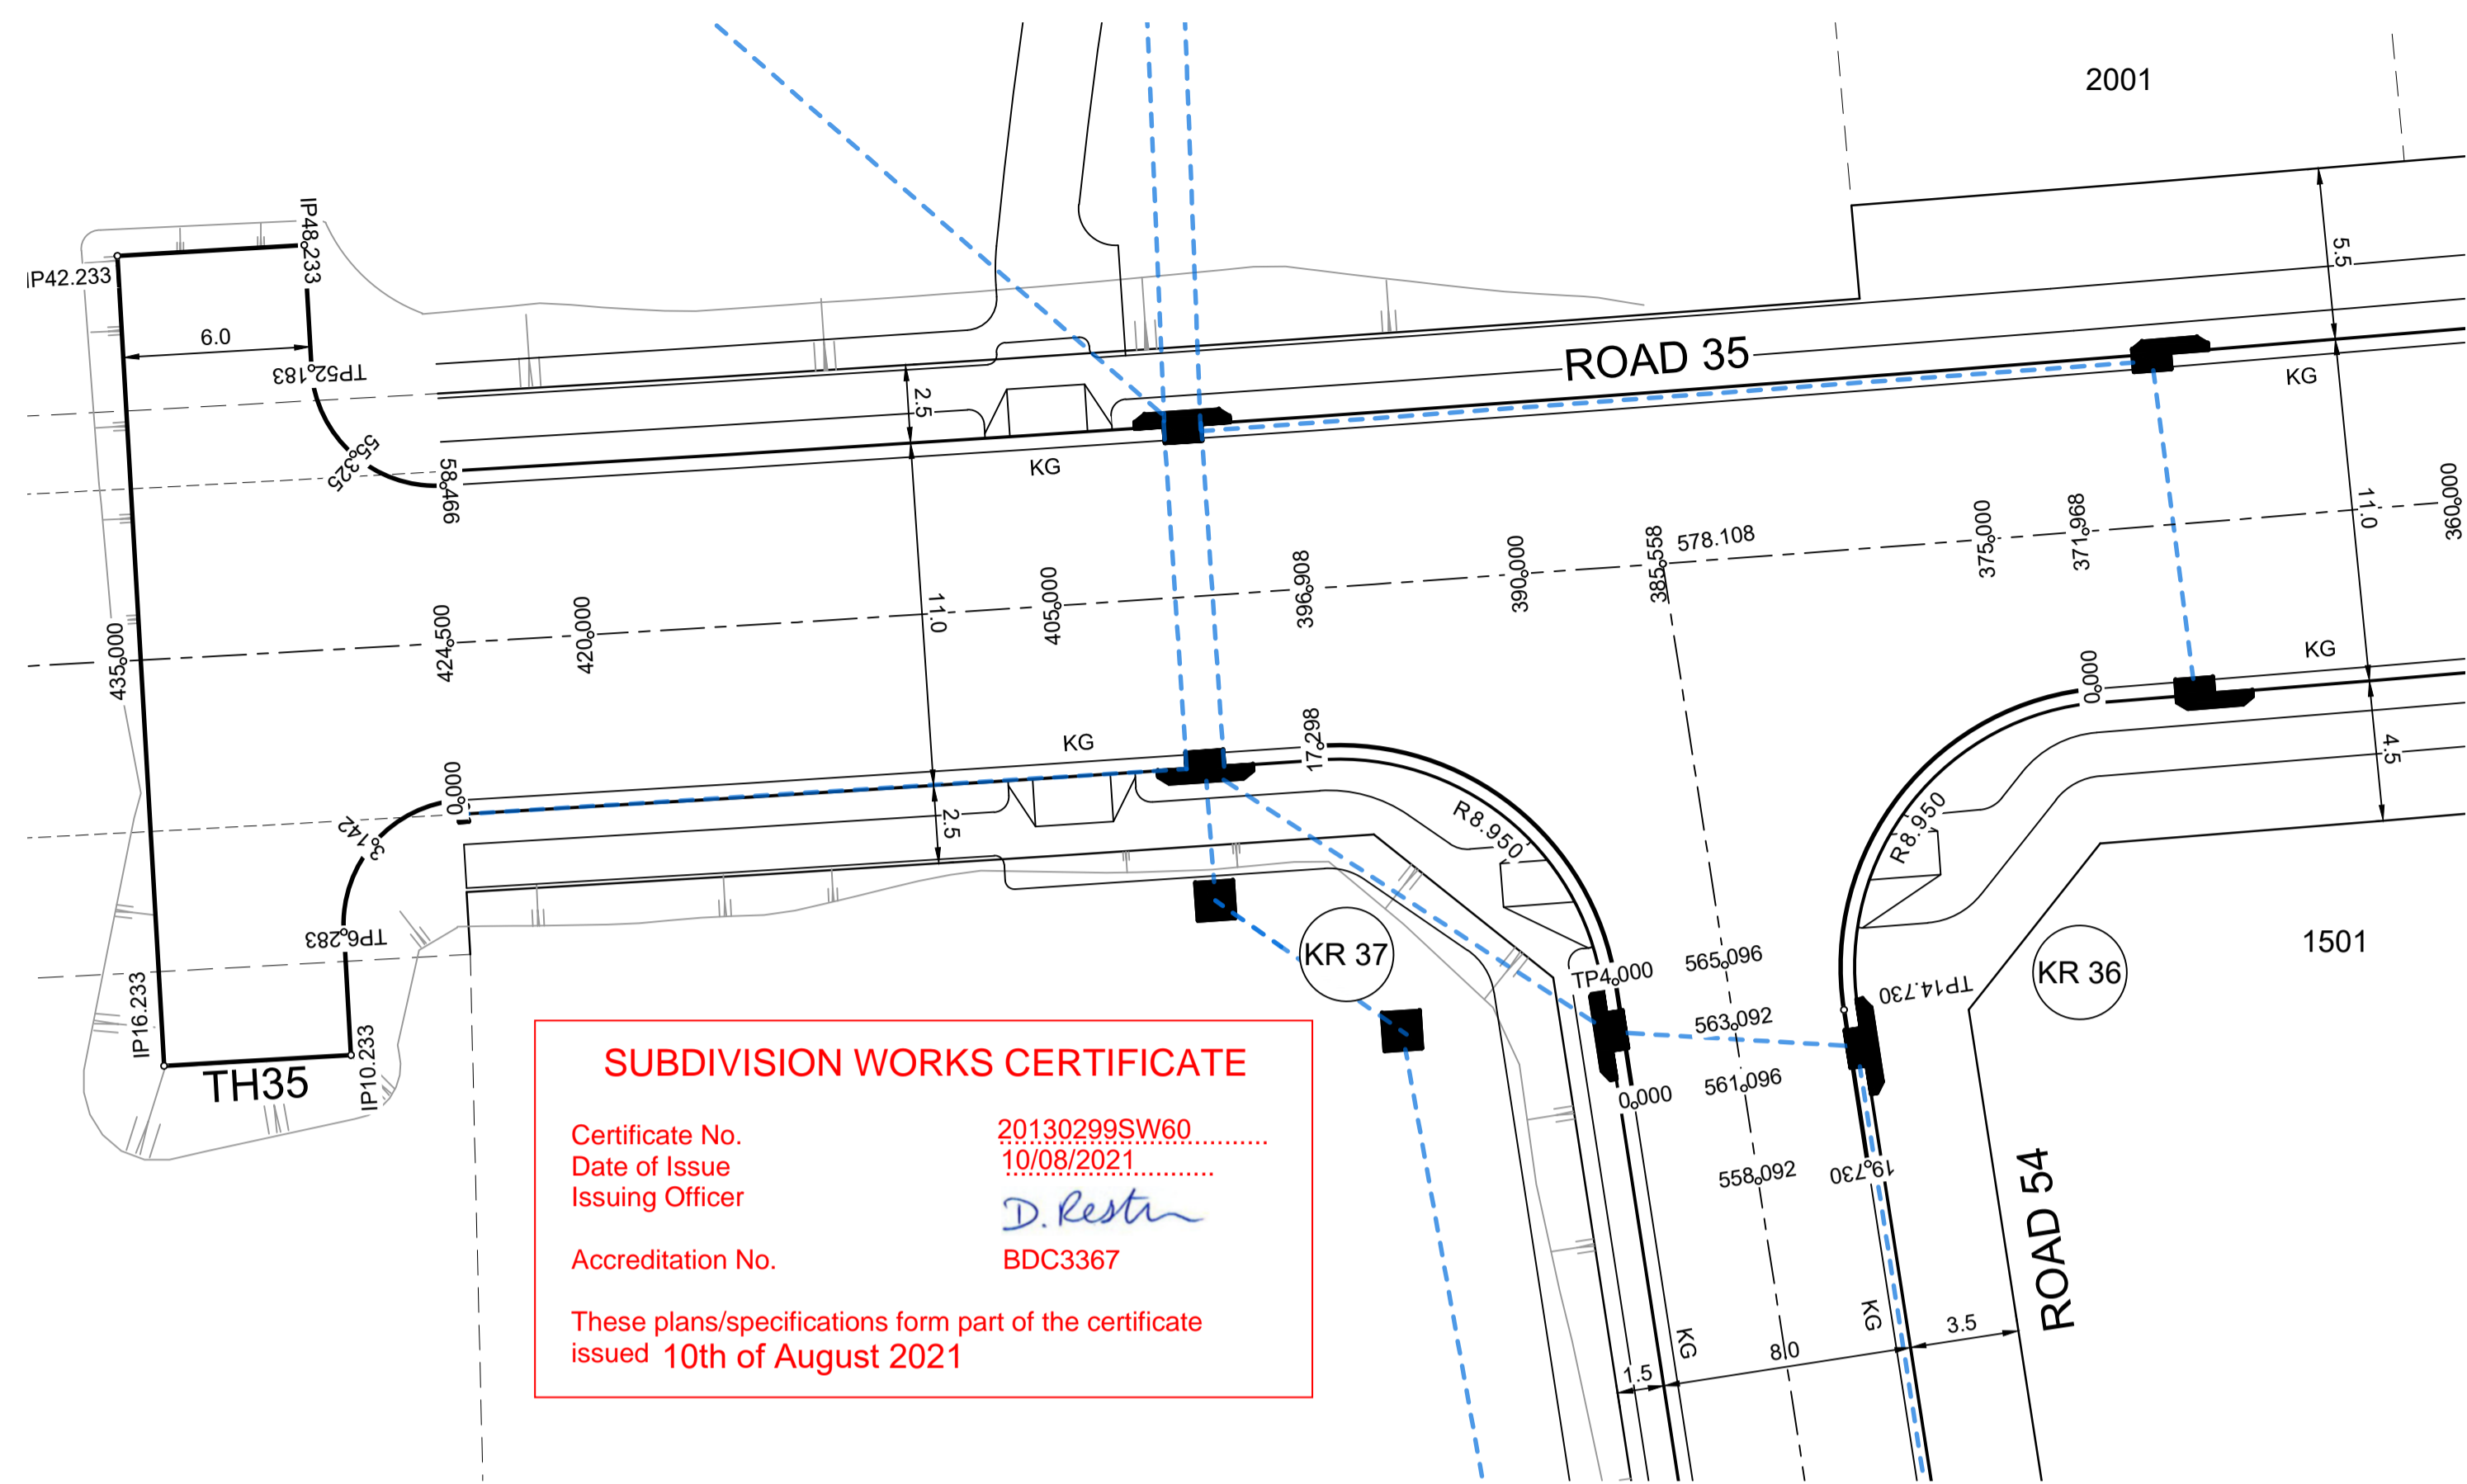 2001
IP48.233
IP42.233
5.5
6.0
ROAD 35
TP52.183
2.5
KG
55.325
KG
58.466
11.0
360.000
371.968
375.000
578.108
385.558
390.000
396.908
405.000
11.0
420.000
424.500
435.000
KG
0.000
KG
17.298
4.5
0.000
R8.950
R8.950
3.142
2.5
TP6.283
KR 37
1501
565.096
TP4.000
KR 36
TP14.730
IP16.233
563.092
IP10.233
TH35
561.096
0.000
558.092
19.730
ROAD 54
KG
KG
3.5
8.0
1.5
SUBDIVISION WORKS CERTIFICATE
Certificate No. 20130299SW60
Date of Issue 10/08/2021
Issuing Officer
Accreditation No. BDC3367
These plans/specifications form part of the certificate
issued 10th of August 2021